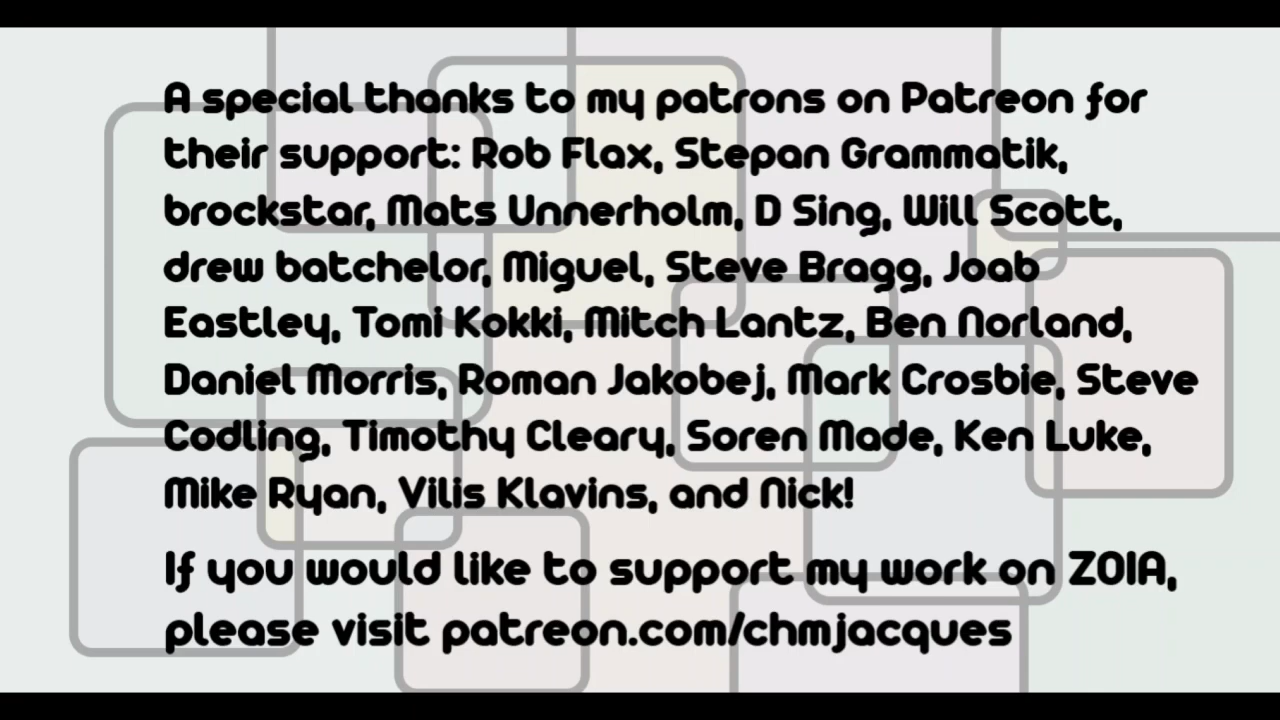 A special thanks to my patrons on Patreon for
their support: Rob Flax, Stepan Grammatik,
brockstar, Mats Unnerholm, D Sing, Will Scott,
drew batchelor, Miguel, Steve Bragg, Joab
Eastley, Tomi Kokki, Mitch Lantz, Ben Norland,
Daniel Morris, Roman Jakobej, Mark Crosbie, Steve
Codling, Timothy Cleary, Soren Made, Ken Luke,
Mike Ryan, Vilis Klavins, and Nick!
If you would like to support my work on ZOIA,
please visit patreon.com/chmjacques